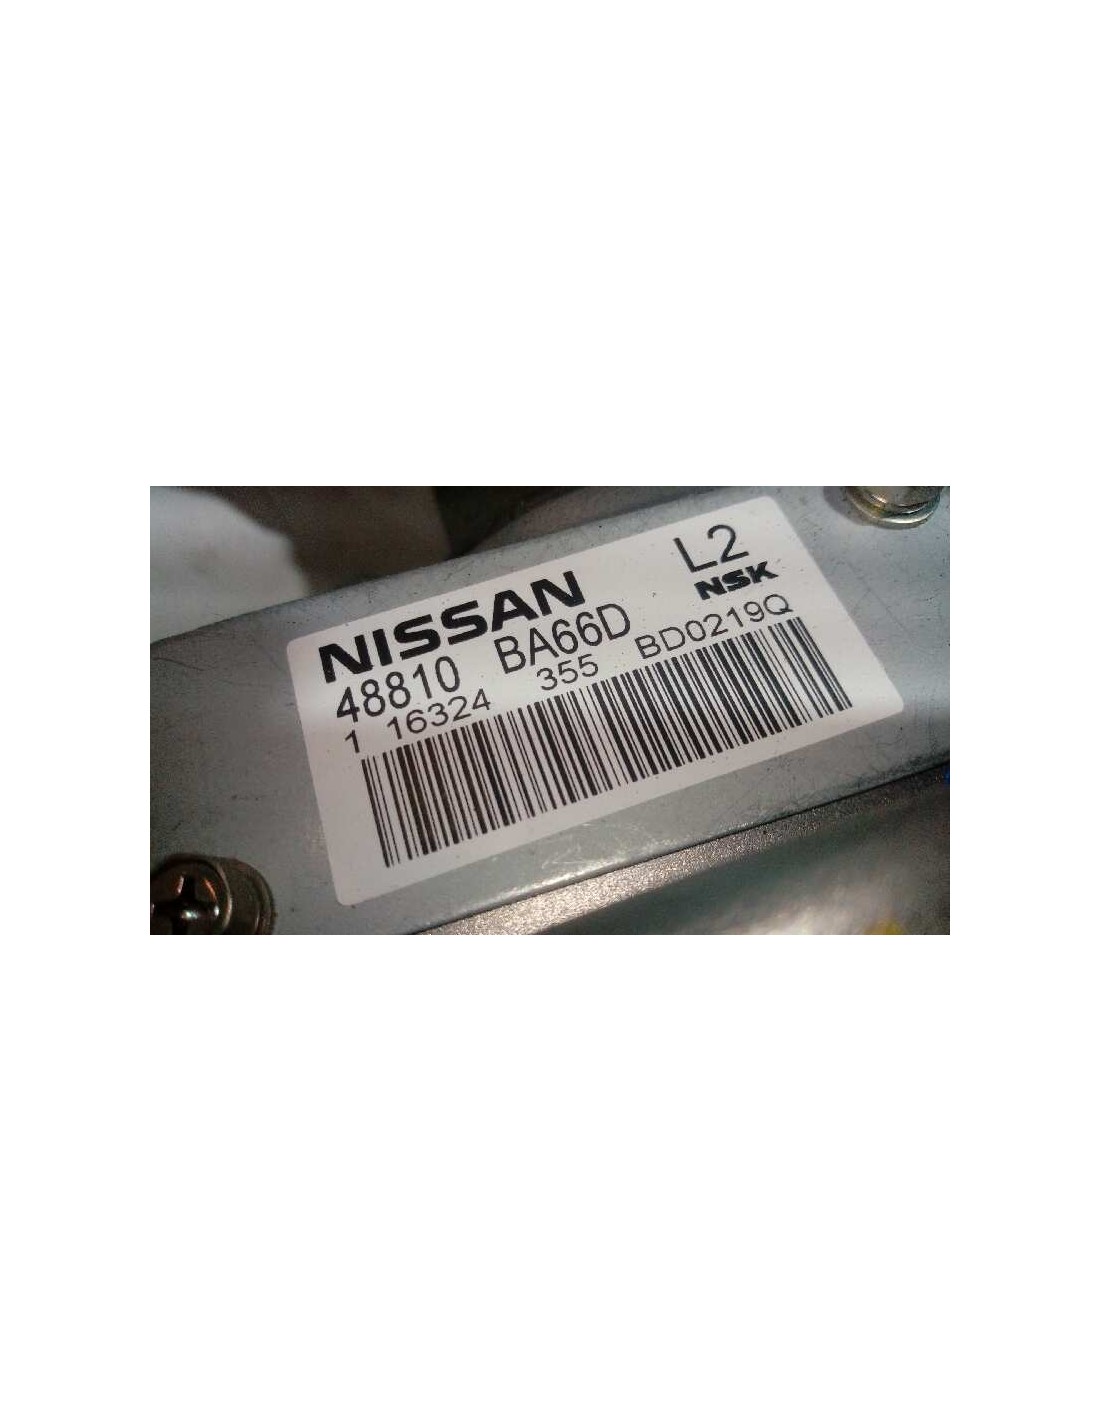 L2
NISSAN NSK
48810 BA66D
1 16324 355 BD0219Q